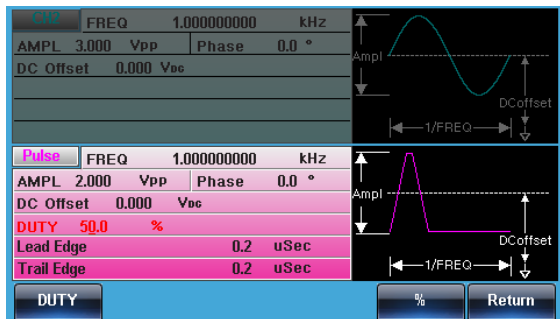 CH2 FREQ 1.000000000 kHz
AMPL 3.000 Vpp Phase 0.0 °
DC Offset 0.000 VDC
Ampl
DCoffset
1/FREQ
Pulse FREQ 1.000000000 kHz
AMPL 2.000 Vpp Phase 0.0 °
DC Offset 0.000 VDC
DUTY 50.0 %
Lead Edge 0.2 uSec
Trail Edge 0.2 uSec
Ampl
DCoffset
1/FREQ
DUTY % Return